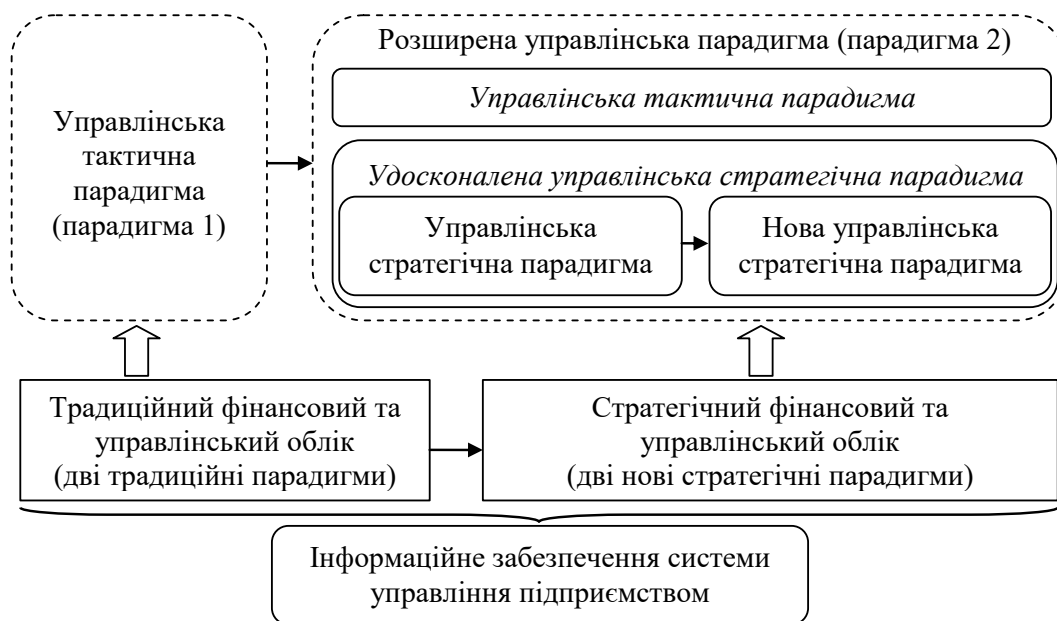 Управлінська
тактична
парадигма
(парадигма 1)
Розширена управлінська парадигма (парадигма 2)
Управлінська тактична парадигма
Удосконалена управлінська стратегічна парадигма
Управлінська
стратегічна парадигма
Нова управлінська
стратегічна парадигма
Традиційний фінансовий та
управлінський облік
(дві традиційні парадигми)
Стратегічний фінансовий та
управлінський облік
(дві нові стратегічні парадигми)
Інформаційне забезпечення системи
управління підприємством